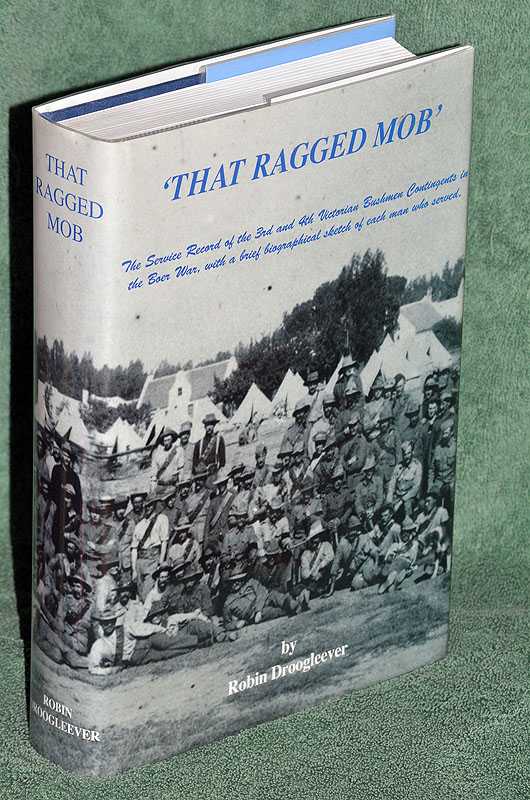 'THAT RAGGED MOB'
The Service Record of the 3rd and 4th Victorian Bushmen Contingents in
the Boer War, with a brief biographical sketch of each man who served.
by
Robin Droogleever
THAT
RAGGED
MOB
ROBIN
DROOGLEEVER